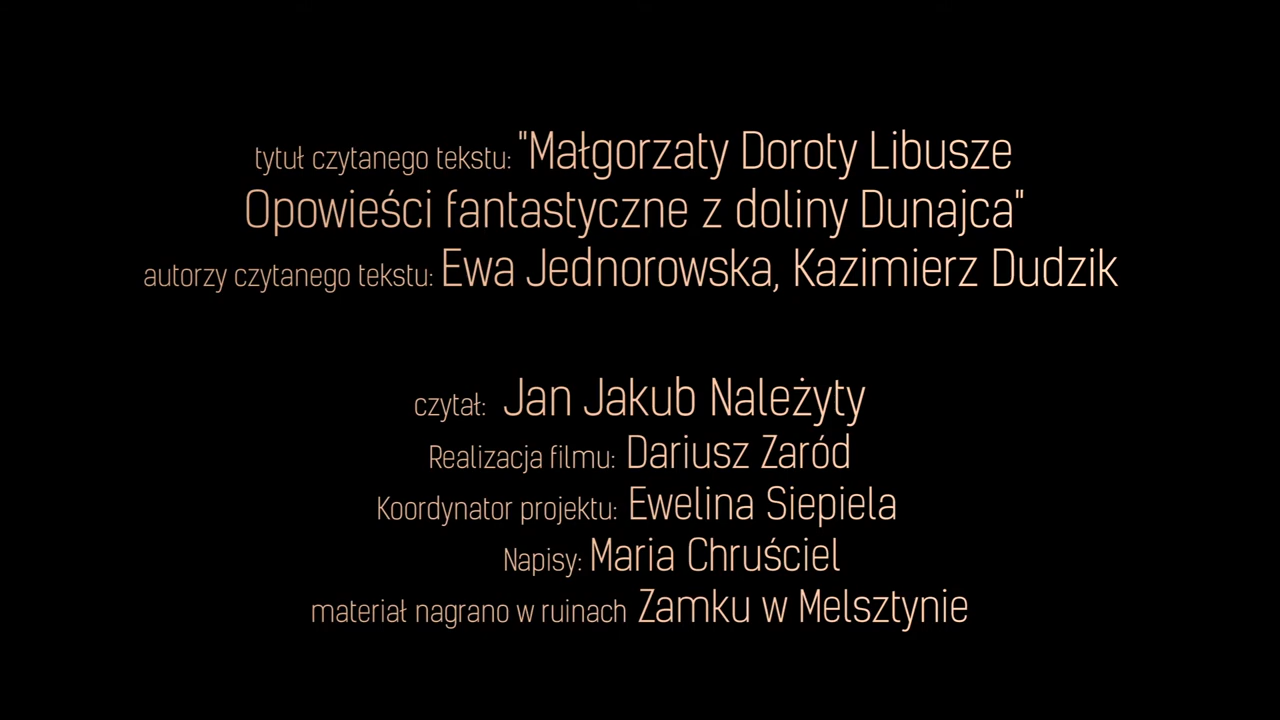 tytuł czytanego tekstu: "Małgorzaty Doroty Libusze
Opowieści fantastyczne z doliny Dunajca"
autorzy czytanego tekstu: Ewa Jednorowska, Kazimierz Dudzik
czytał: Jan Jakub Należyty
Realizacja filmu: Dariusz Zaród
Koordynator projektu: Ewelina Siepiela
Napisy: Maria Chruściel
materiał nagrano w ruinach Zamku w Melsztynie